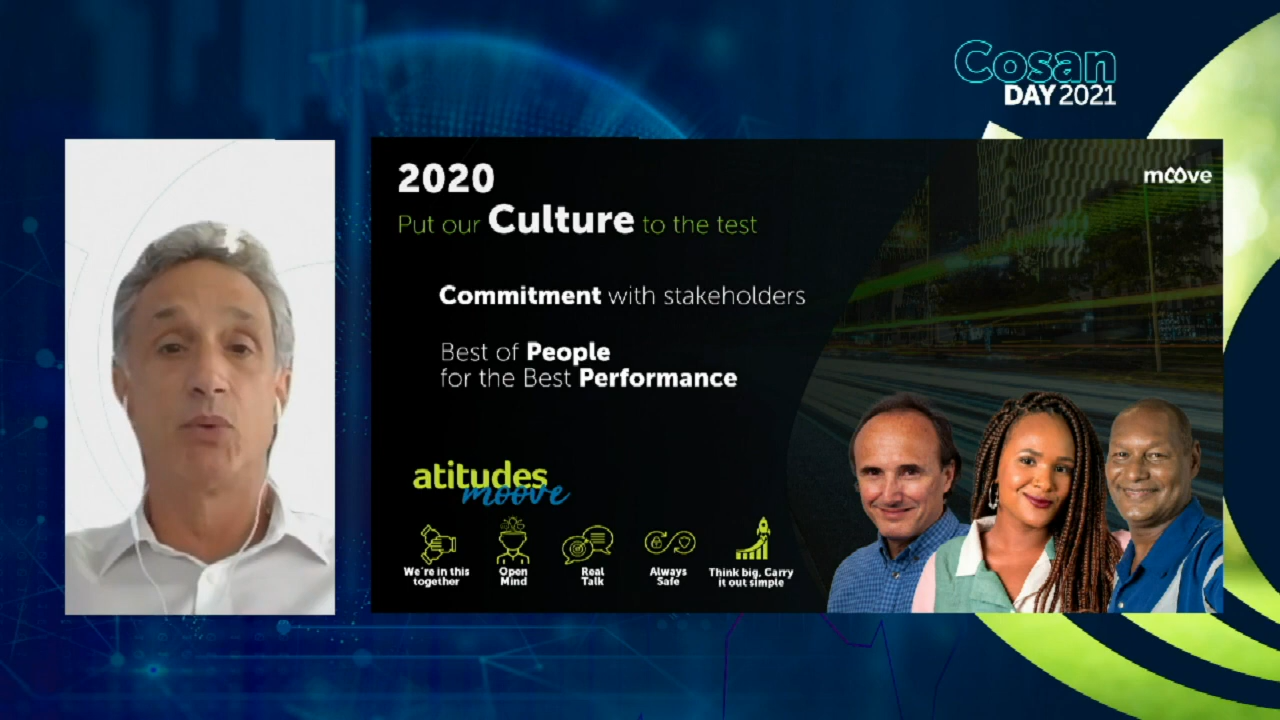 Cosan
DAY 2021
2020
moove
Put our Culture to the test
Commitment with stakeholders
Best of People
for the Best Performance
atitudes
moove
We're in this
together
Open
Mind
Real
Talk
Always
Safe
Think big, Carry
it out simple